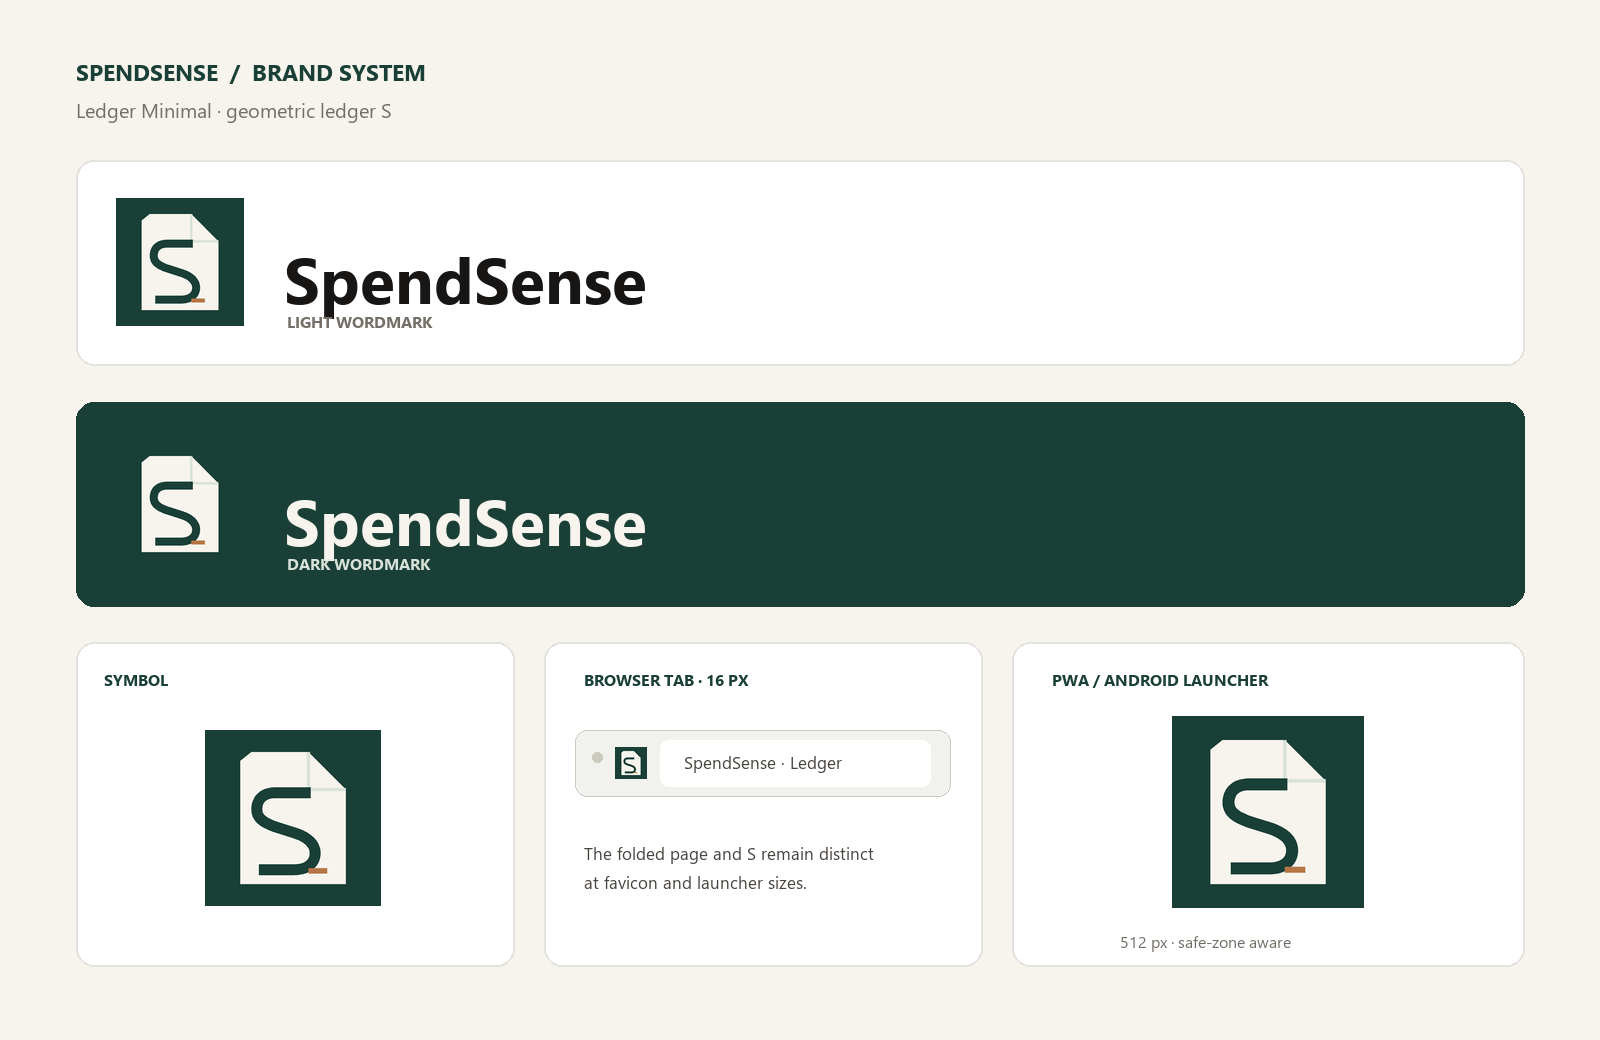 SPENDSENSE / BRAND SYSTEM
Ledger Minimal · geometric ledger S
S
SpendSense
LIGHT WORDMARK
S
SpendSense
DARK WORDMARK
SYMBOL
S
BROWSER TAB · 16 PX
S
SpendSense · Ledger
The folded page and S remain distinct
at favicon and launcher sizes.
PWA / ANDROID LAUNCHER
S
512 px · safe-zone aware